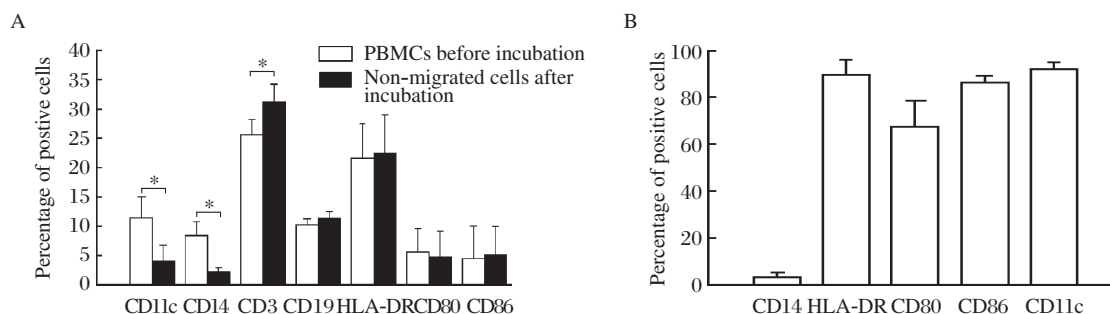 A
Percentage of postive cells
40
35
30
25
20
15
10
5
0
*
*
*
PBMCs before incubation
Non-migrated cells after
incubation
CD11c CD14 CD3 CD19 HLA-DR CD80 CD86
B
Percentage of positive cells
100
80
60
40
20
0
CD14 HLA-DR CD80 CD86 CD11c